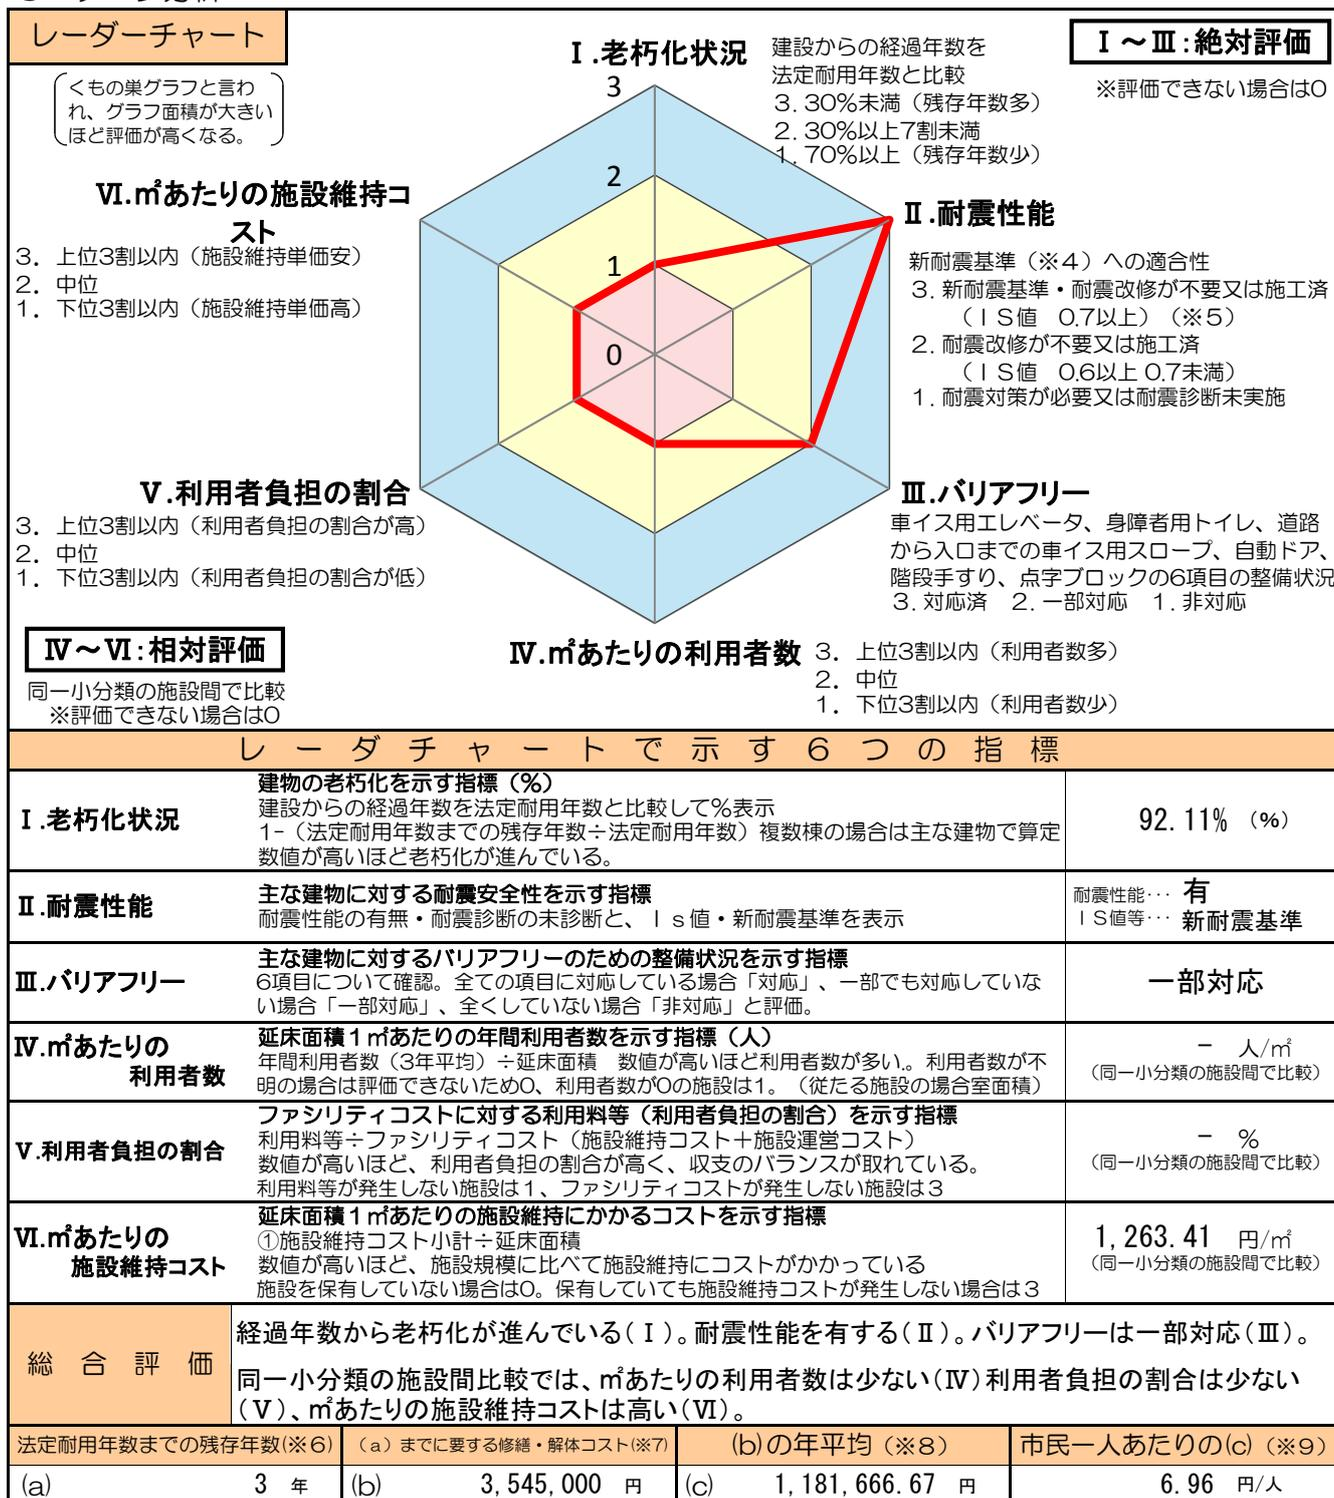 レーダーチャート
くもの巣グラフと言わ
れ、グラフ面積が大きい
ほど評価が高くなる。
Ⅰ～Ⅲ:絶対評価
※評価できない場合は0
Ⅰ.老朽化状況
建設からの経過年数を
法定耐用年数と比較
3. 30%未満（残存年数多）
2. 30%以上7割未満
1. 70%以上（残存年数少）
3
2
1
0
Ⅱ.耐震性能
新耐震基準（※4）への適合性
3. 新耐震基準・耐震改修が不要又は施工済
（ＩＳ値　0.7以上）（※5）
2. 耐震改修が不要又は施工済
（ＩＳ値　0.6以上 0.7未満）
1. 耐震対策が必要又は耐震診断未実施
Ⅲ.バリアフリー
車イス用エレベータ、身障者用トイレ、道路
から入口までの車イス用スロープ、自動ドア、
階段手すり、点字ブロックの6項目の整備状況
3. 対応済　2. 一部対応　1. 非対応
Ⅳ.㎡あたりの利用者数
3. 上位3割以内（利用者数多）
2. 中位
1. 下位3割以内（利用者数少）
Ⅴ.利用者負担の割合
3. 上位3割以内（利用者負担の割合が高）
2. 中位
1. 下位3割以内（利用者負担の割合が低）
Ⅵ.㎡あたりの施設維持コ
スト
3. 上位3割以内（施設維持単価安）
2. 中位
1. 下位3割以内（施設維持単価高）
Ⅳ～Ⅵ:相対評価
同一小分類の施設間で比較
※評価できない場合は0
レーダチャートで示す6つの指標
Ⅰ.老朽化状況
建物の老朽化を示す指標（%）
建設からの経過年数を法定耐用年数と比較して%表示
1-（法定耐用年数までの残存年数÷法定耐用年数）複数棟の場合は主な建物で算定
数値が高いほど老朽化が進んでいる。
92.11%（%）
Ⅱ.耐震性能
主な建物に対する耐震安全性を示す指標
耐震性能の有無・耐震診断の未診断と、Ｉｓ値・新耐震基準を表示
耐震性能･･･ 有
ＩＳ値等･･･ 新耐震基準
Ⅲ.バリアフリー
主な建物に対するバリアフリーのための整備状況を示す指標
6項目について確認。全ての項目に対応している場合「対応」、一部でも対応していな
い場合「一部対応」、全くしていない場合「非対応」と評価。
一部対応
Ⅳ.㎡あたりの
利用者数
延床面積1㎡あたりの年間利用者数を示す指標（人）
年間利用者数（3年平均）÷延床面積　数値が高いほど利用者数が多い。利用者数が不
明の場合は評価できないため0、利用者数が0の施設は1。（従たる施設の場合室面積）
－ 人/㎡
（同一小分類の施設間で比較）
Ⅴ.利用者負担の割合
ファシリティコストに対する利用料等（利用者負担の割合）を示す指標
利用料等÷ファシリティコスト（施設維持コスト＋施設運営コスト）
数値が高いほど、利用者負担の割合が高く、収支のバランスが取れている。
利用料等が発生しない施設は1、ファシリティコストが発生しない施設は3
－ %
（同一小分類の施設間で比較）
Ⅵ.㎡あたりの
施設維持コスト
延床面積1㎡あたりの施設維持にかかるコストを示す指標
①施設維持コスト小計÷延床面積
数値が高いほど、施設規模に比べて施設維持にコストがかかっている
施設を保有していない場合は0。保有していても施設維持コストが発生しない場合は3
1,263.41 円/㎡
（同一小分類の施設間で比較）
総合評価
経過年数から老朽化が進んでいる(Ⅰ)。耐震性能を有する(Ⅱ)。バリアフリーは一部対応(Ⅲ)。
同一小分類の施設間比較では、㎡あたりの利用者数は少ない(Ⅳ)利用者負担の割合は少ない
(Ⅴ)、㎡あたりの施設維持コストは高い(Ⅵ)。
法定耐用年数までの残存年数(※6)
（a）までに要する修繕・解体コスト(※7)
(b)の年平均（※8）
市民一人あたりの(c)（※9）
(a) 3 年
(b) 3,545,000 円
(c) 1,181,666.67 円
6.96 円/人